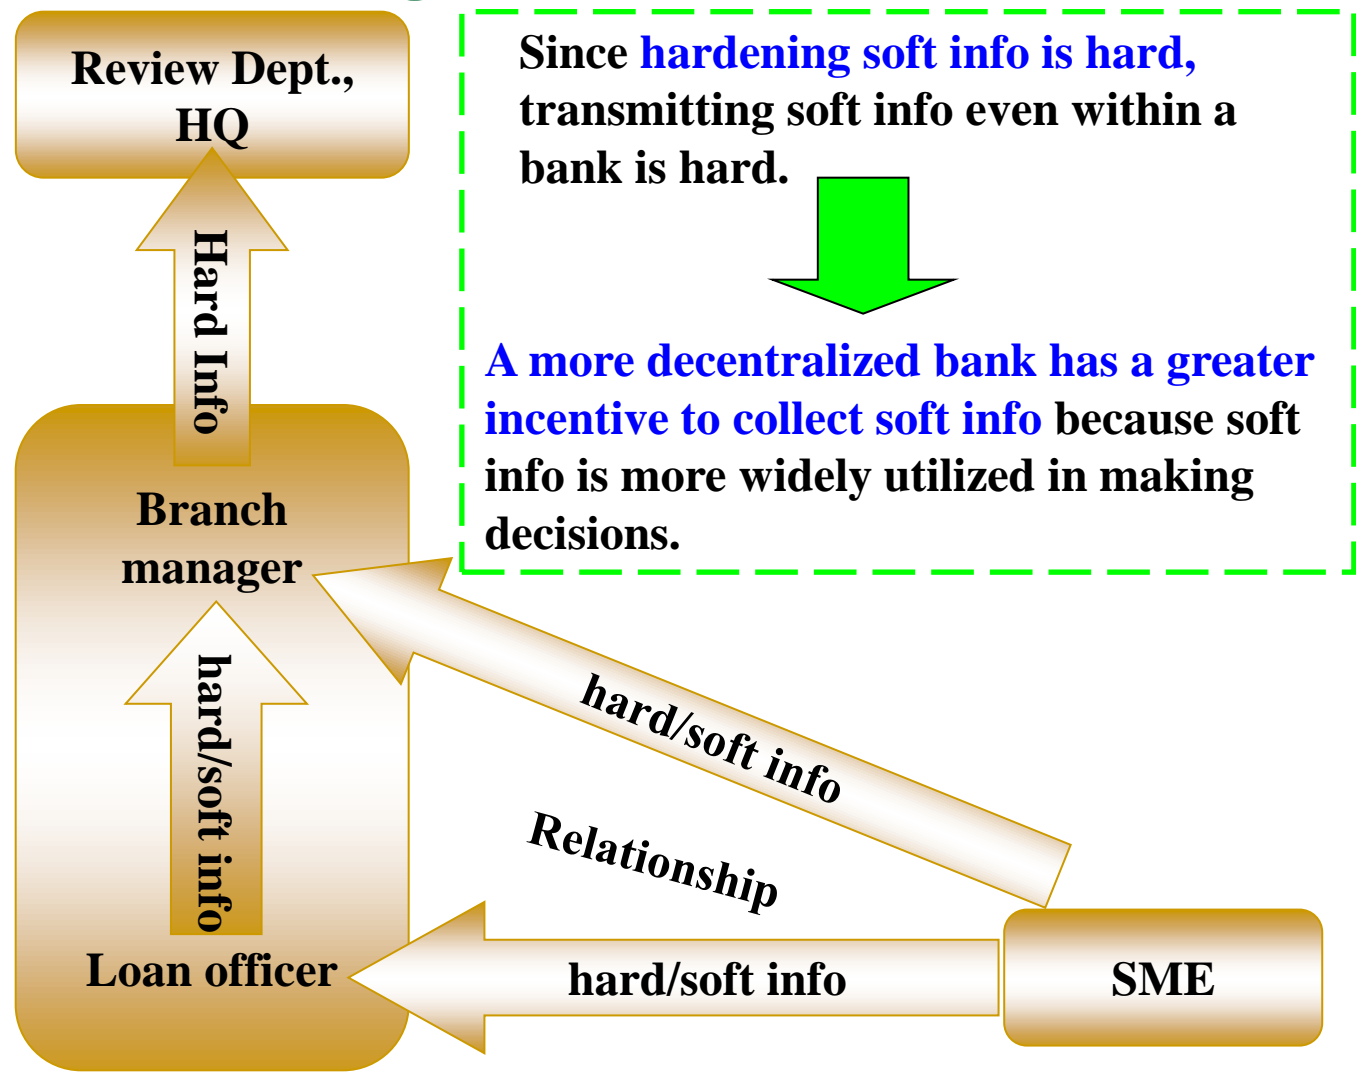 Review Dept.,
HQ
Since hardening soft info is hard,
transmitting soft info even within a
bank is hard.
Hard Info
A more decentralized bank has a greater
incentive to collect soft info because soft
info is more widely utilized in making
decisions.
Branch
manager
hard/soft info
hard/soft info
Relationship
Loan officer
hard/soft info
SME